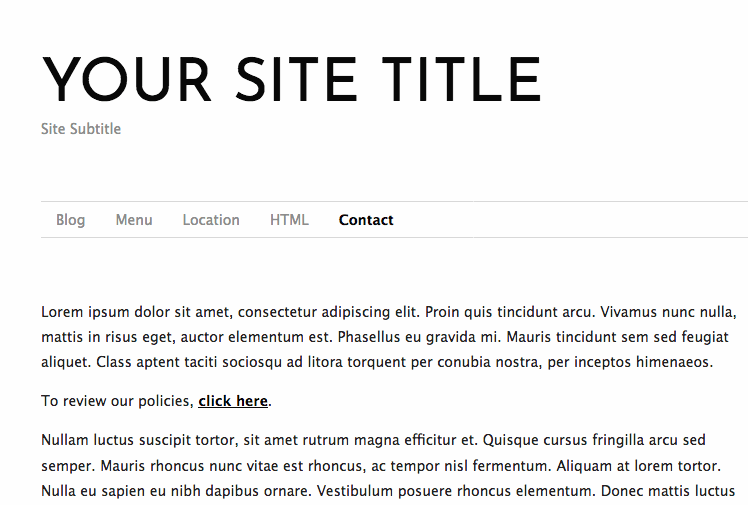 YOUR SITE TITLE
Site Subtitle
Blog Menu Location HTML Contact
Lorem ipsum dolor sit amet, consectetur adipiscing elit. Proin quis tincidunt arcu. Vivamus nunc nulla,
mattis in risus eget, auctor elementum est. Phasellus eu gravida mi. Mauris tincidunt sem sed feugiat
aliquet. Class aptent taciti sociosqu ad litora torquent per conubia nostra, per inceptos himenaeos.
To review our policies, click here.
Nullam luctus suscipit tortor, sit amet rutrum magna efficitur et. Quisque cursus fringilla arcu sed
semper. Mauris rhoncus nunc vitae est rhoncus, ac tempor nisl fermentum. Aliquam at lorem tortor.
Nulla eu sapien eu nibh dapibus ornare. Vestibulum posuere rhoncus elementum. Donec mattis luctus